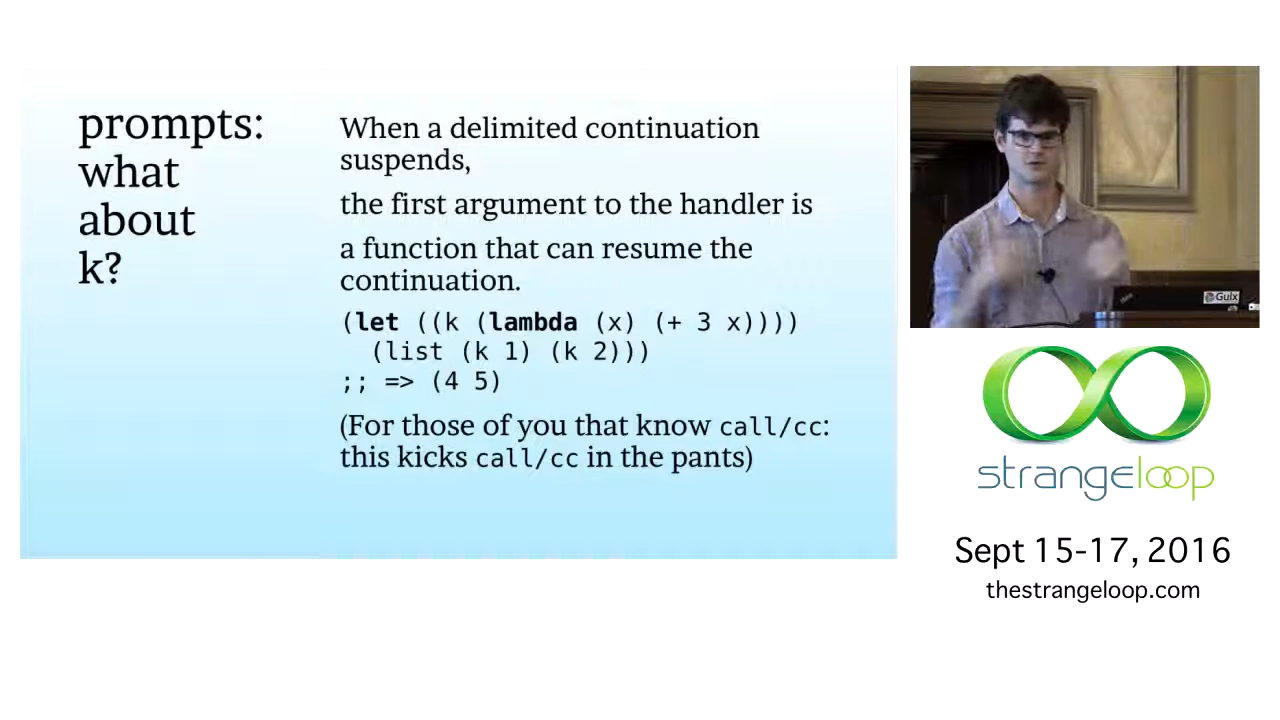 prompts:
what
about
k?
When a delimited continuation
suspends,
the first argument to the handler is
a function that can resume the
continuation.
(let ((k (lambda (x) (+ 3 x))))
  (list (k 1) (k 2)))
;; => (4 5)
(For those of you that know call/cc:
this kicks call/cc in the pants)
Guix
strangeloop
Sept 15-17, 2016
thestrangeloop.com